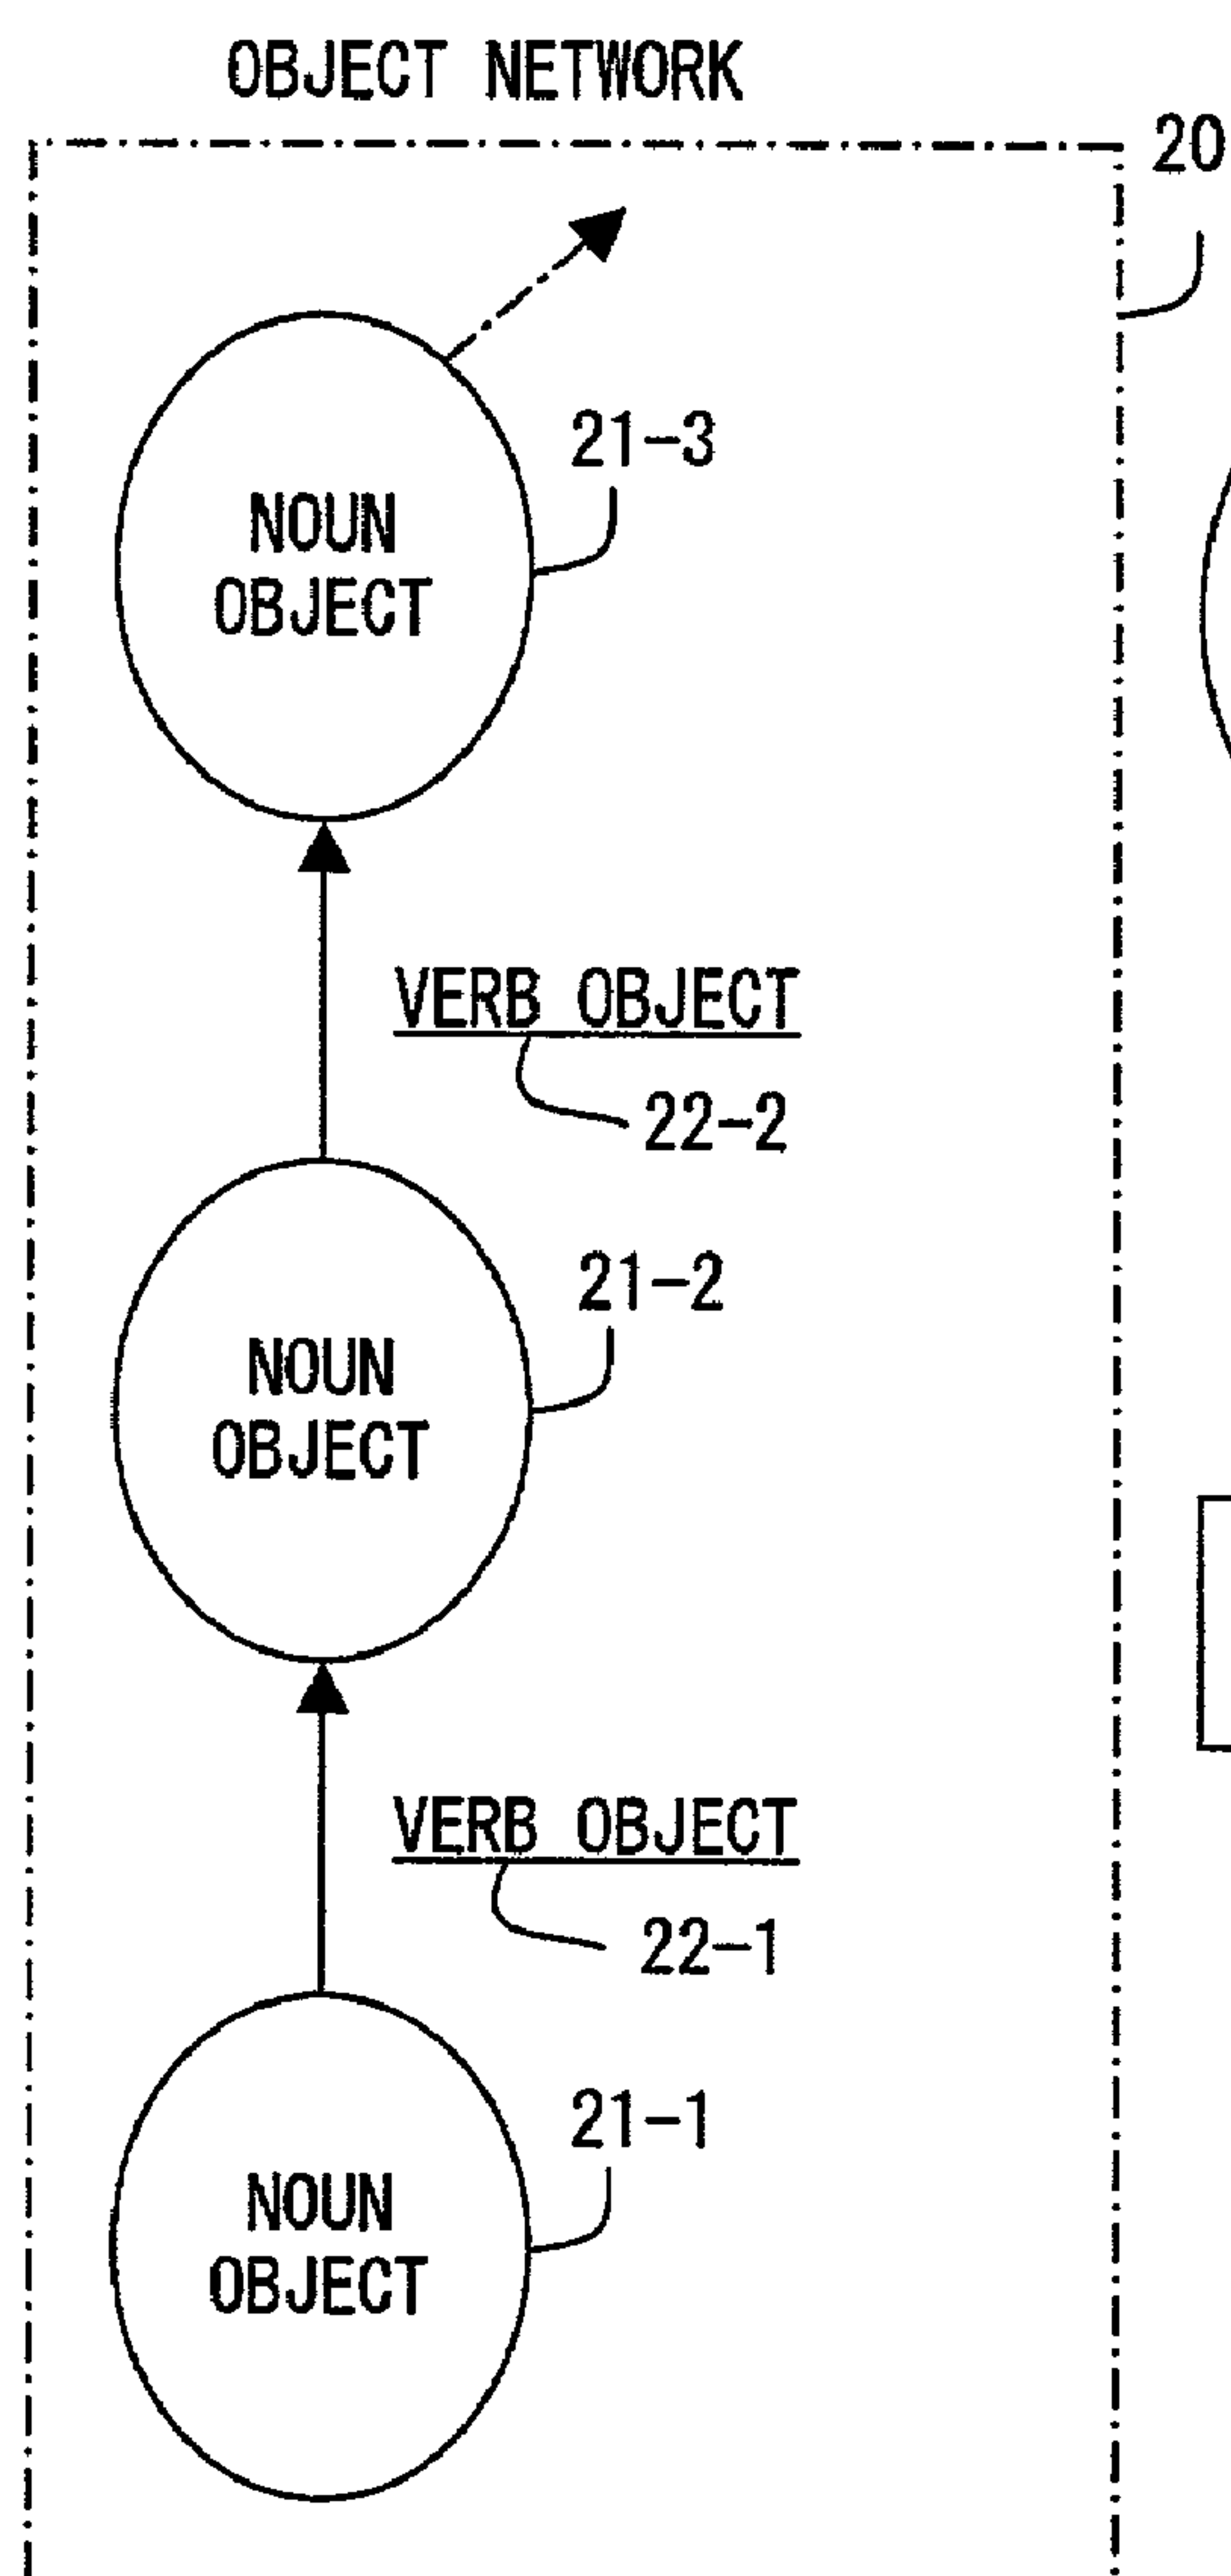 OBJECT NETWORK
20
21-3
NOUN
OBJECT
VERB OBJECT
22-2
21-2
NOUN
OBJECT
VERB OBJECT
22-1
21-1
NOUN
OBJECT